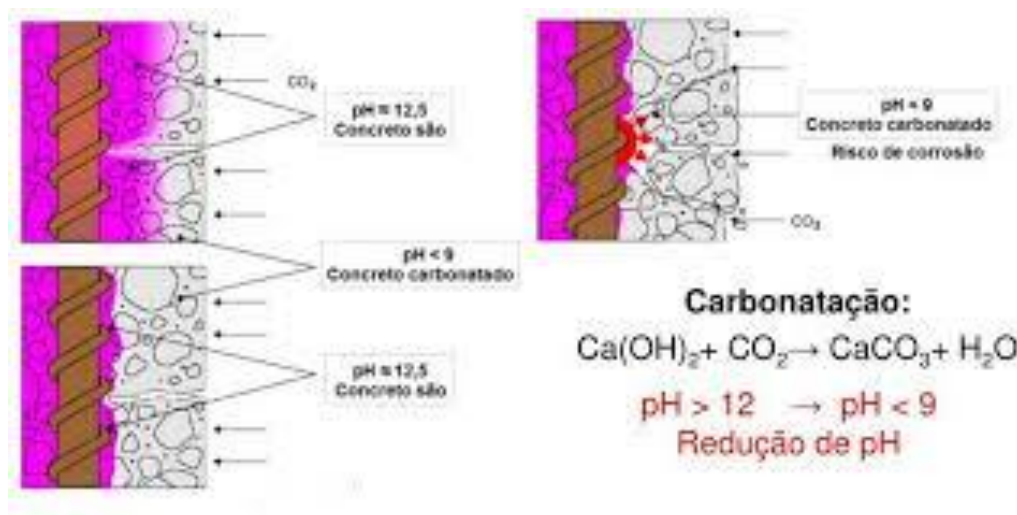 CO₂
pH ≈ 12,5
Concreto são
pH < 9
Concreto carbonatado
pH ≈ 12,5
Concreto são
pH < 9
Concreto carbonatado
Risco de corrosão
CO₂
Carbonatação:
Ca(OH)₂+ CO₂→ CaCO₃+ H₂O
pH > 12 → pH < 9
Redução de pH